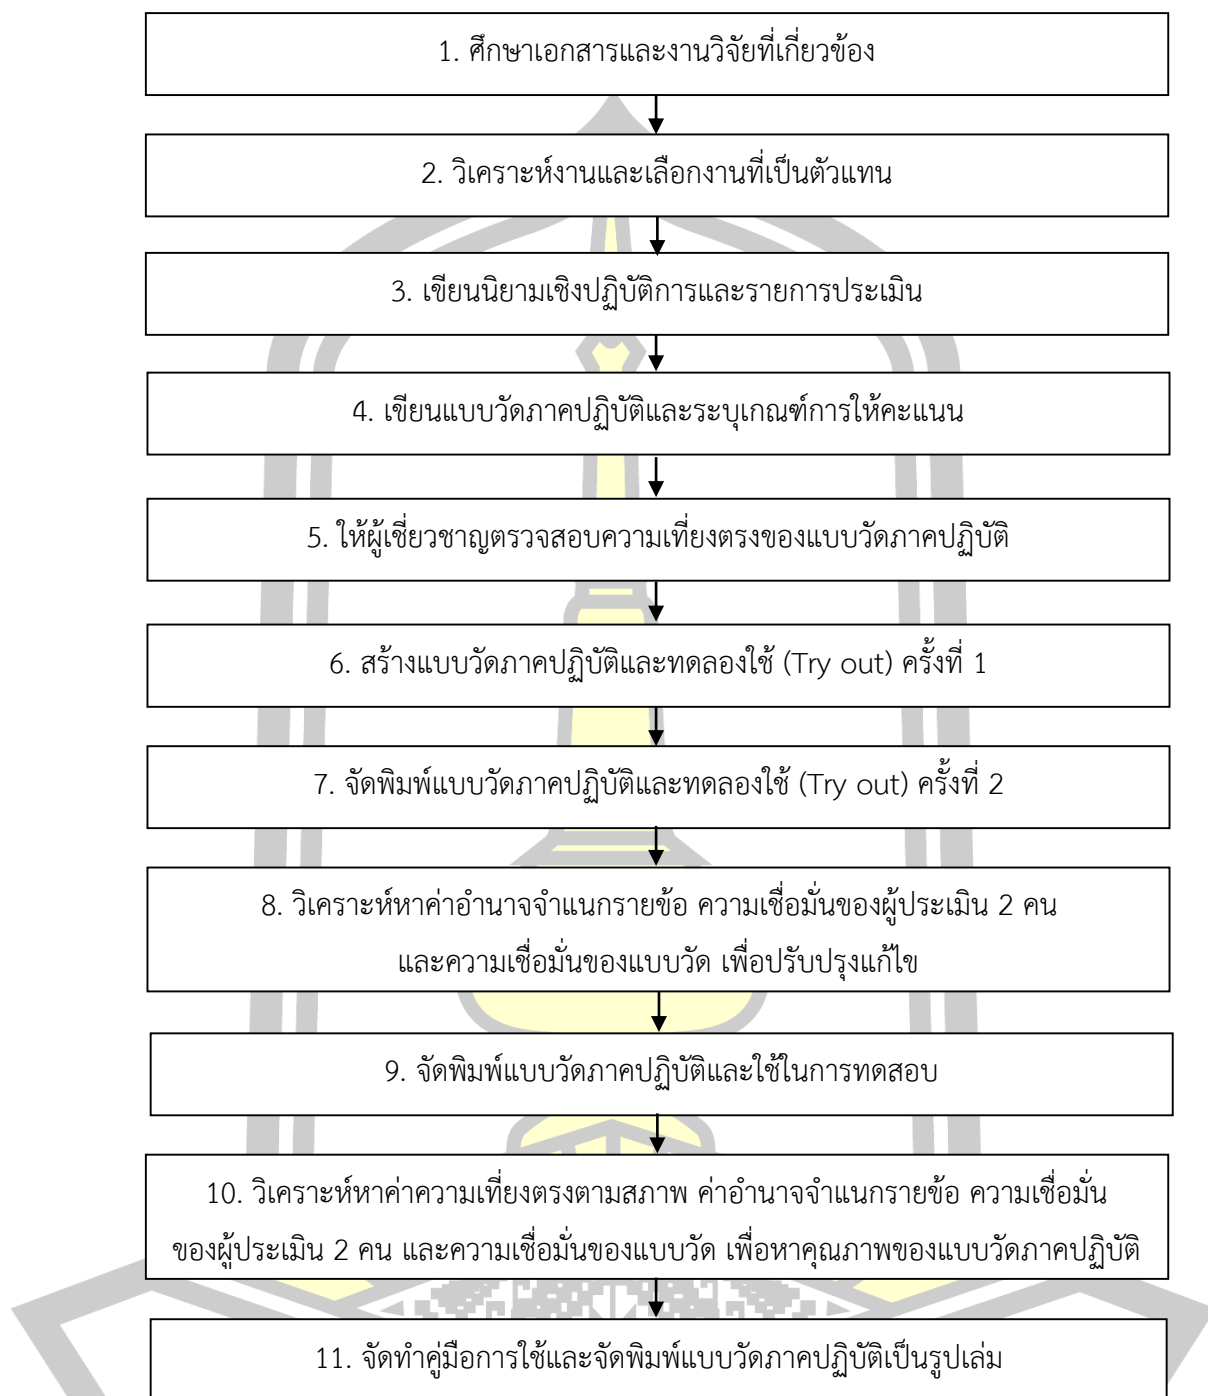 1. ศึกษาเอกสารและงานวิจัยที่เกี่ยวข้อง
2. วิเคราะห์งานและเลือกงานที่เป็นตัวแทน
3. เขียนนิยามเชิงปฏิบัติการและรายการประเมิน
4. เขียนแบบวัดภาคปฏิบัติและระบุเกณฑ์การให้คะแนน
5. ให้ผู้เชี่ยวชาญตรวจสอบความเที่ยงตรงของแบบวัดภาคปฏิบัติ
6. สร้างแบบวัดภาคปฏิบัติและทดลองใช้ (Try out) ครั้งที่ 1
7. จัดพิมพ์แบบวัดภาคปฏิบัติและทดลองใช้ (Try out) ครั้งที่ 2
8. วิเคราะห์หาค่าอำนาจจำแนกรายข้อ ความเชื่อมั่นของผู้ประเมิน 2 คน
และความเชื่อมั่นของแบบวัด เพื่อปรับปรุงแก้ไข
9. จัดพิมพ์แบบวัดภาคปฏิบัติและใช้ในการทดสอบ
10. วิเคราะห์หาค่าความเที่ยงตรงตามสภาพ ค่าอำนาจจำแนกรายข้อ ความเชื่อมั่น
ของผู้ประเมิน 2 คน และความเชื่อมั่นของแบบวัด เพื่อหาคุณภาพของแบบวัดภาคปฏิบัติ
11. จัดทำคู่มือการใช้และจัดพิมพ์แบบวัดภาคปฏิบัติเป็นรูปเล่ม